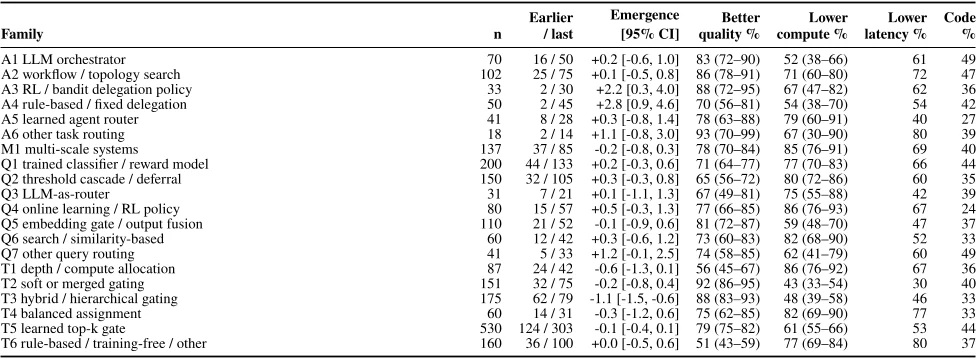 Earlier Emergence Better Lower Lower Code
Family n / last [95% CI] quality % compute % latency % %
A1 LLM orchestrator 70 16 / 50 +0.2 [-0.6, 1.0] 83 (72–90) 52 (38–66) 61 49
A2 workflow / topology search 102 25 / 75 +0.1 [-0.5, 0.8] 86 (78–91) 71 (60–80) 72 47
A3 RL / bandit delegation policy 33 2 / 30 +2.2 [0.3, 4.0] 88 (72–95) 67 (47–82) 62 36
A4 rule-based / fixed delegation 50 2 / 45 +2.8 [0.9, 4.6] 70 (56–81) 54 (38–70) 54 42
A5 learned agent router 41 8 / 28 +0.3 [-0.8, 1.4] 78 (63–88) 79 (60–91) 40 27
A6 other task routing 18 2 / 14 +1.1 [-0.8, 3.0] 93 (70–99) 67 (30–90) 80 39
M1 multi-scale systems 137 37 / 85 -0.2 [-0.8, 0.3] 78 (70–84) 85 (76–91) 69 40
Q1 trained classifier / reward model 200 44 / 133 +0.2 [-0.3, 0.6] 71 (64–77) 77 (70–83) 66 44
Q2 threshold cascade / deferral 150 32 / 105 +0.3 [-0.3, 0.8] 65 (56–72) 80 (72–86) 60 35
Q3 LLM-as-router 31 7 / 21 +0.1 [-1.1, 1.3] 67 (49–81) 75 (55–88) 42 39
Q4 online learning / RL policy 80 15 / 57 +0.5 [-0.3, 1.3] 77 (66–85) 86 (76–93) 67 24
Q5 embedding gate / output fusion 110 21 / 52 -0.1 [-0.9, 0.6] 81 (72–87) 59 (48–70) 47 37
Q6 search / similarity-based 60 12 / 42 +0.3 [-0.6, 1.2] 73 (60–83) 82 (68–90) 52 33
Q7 other query routing 41 5 / 33 +1.2 [-0.1, 2.5] 74 (58–85) 62 (41–79) 60 49
T1 depth / compute allocation 87 24 / 42 -0.6 [-1.3, 0.1] 56 (45–67) 86 (76–92) 67 36
T2 soft or merged gating 151 32 / 75 -0.2 [-0.8, 0.4] 92 (86–95) 43 (33–54) 30 40
T3 hybrid / hierarchical gating 175 62 / 79 -1.1 [-1.5, -0.6] 88 (83–93) 48 (39–58) 46 33
T4 balanced assignment 60 14 / 31 -0.3 [-1.2, 0.6] 75 (62–85) 82 (69–90) 77 33
T5 learned top-k gate 530 124 / 303 -0.1 [-0.4, 0.1] 79 (75–82) 61 (55–66) 53 44
T6 rule-based / training-free / other 160 36 / 100 +0.0 [-0.5, 0.6] 51 (43–59) 77 (69–84) 80 37